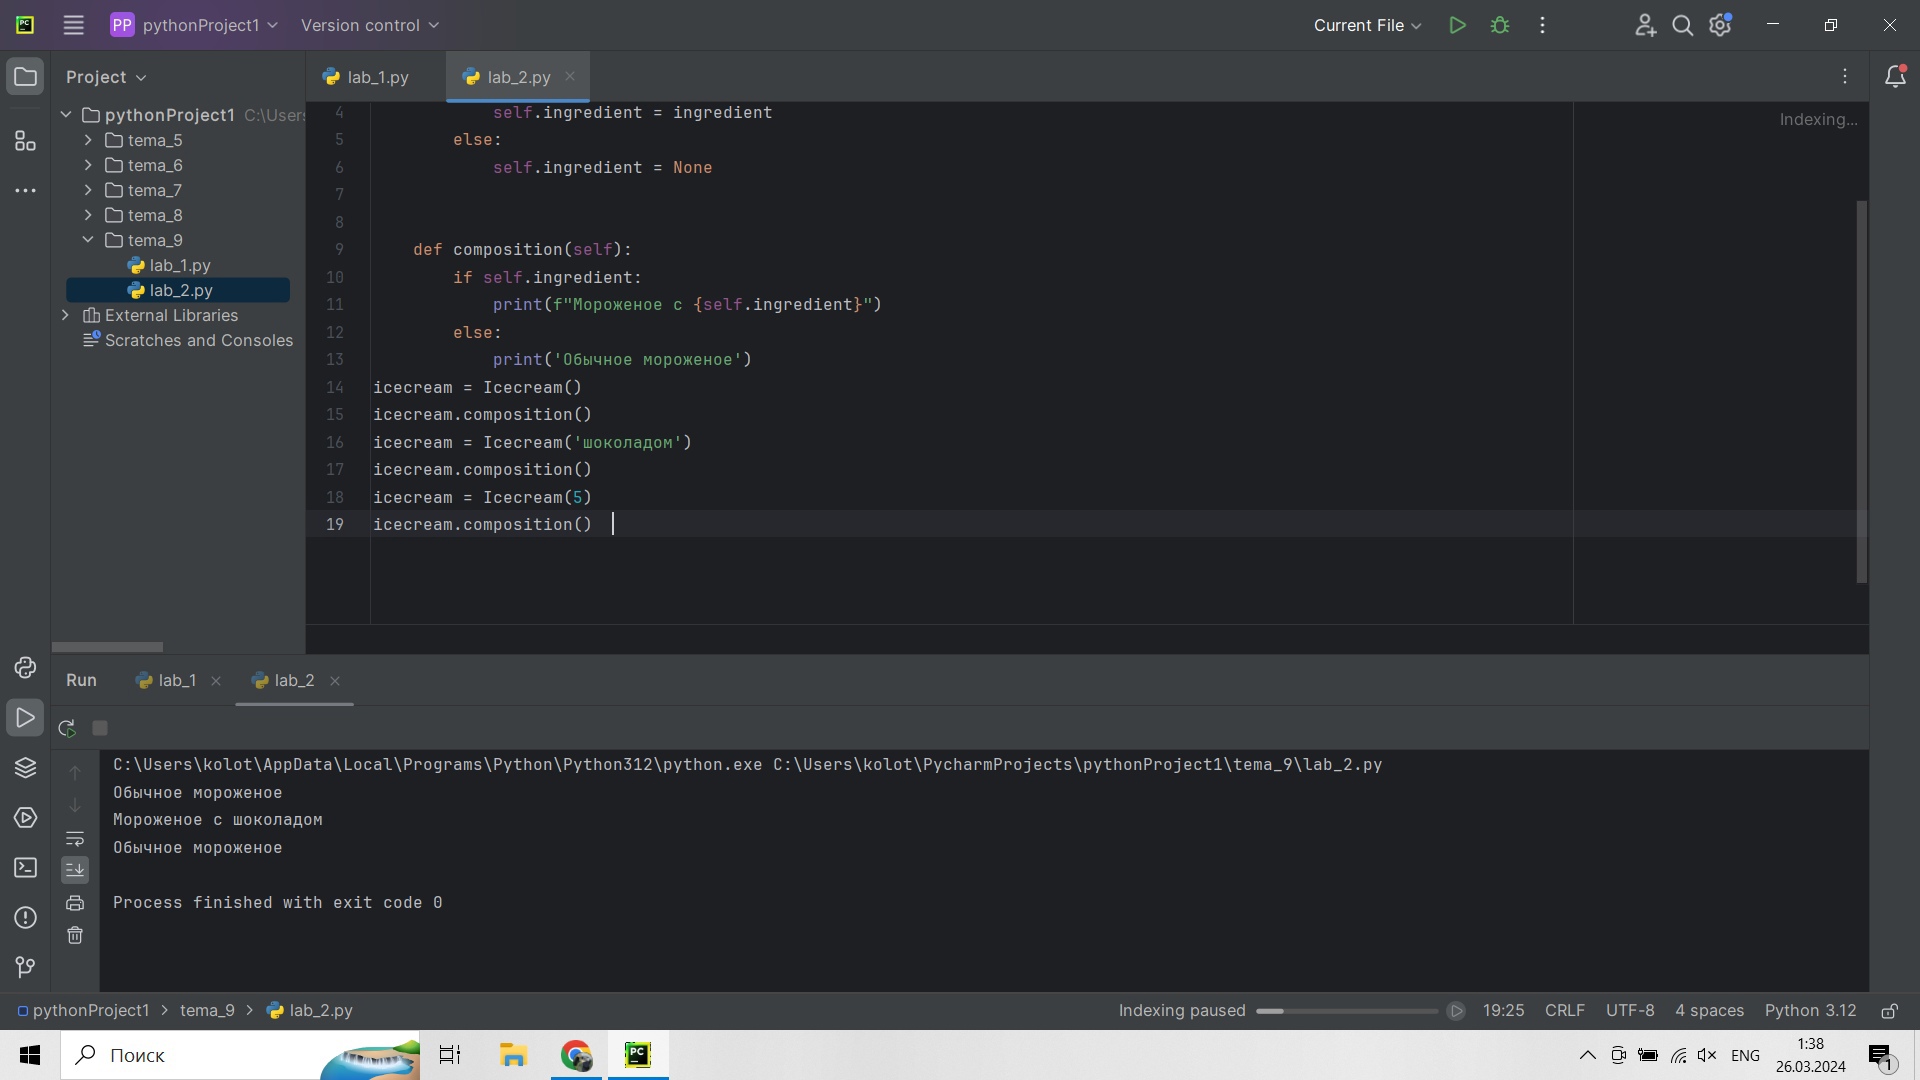 PP pythonProject1 Version control Current File
Project
lab_1.py lab_2.py
pythonProject1 C:\Users
tema_5
tema_6
tema_7
tema_8
tema_9
lab_1.py
lab_2.py
External Libraries
Scratches and Consoles
Indexing...
4 self.ingredient = ingredient
5 else:
6 self.ingredient = None
7
8
9 def composition(self):
10 if self.ingredient:
11 print(f"Мороженое с {self.ingredient}")
12 else:
13 print('Обычное мороженое')
14 icecream = Icecream()
15 icecream.composition()
16 icecream = Icecream('шоколадом')
17 icecream.composition()
18 icecream = Icecream(5)
19 icecream.composition()
Run lab_1 lab_2
C:\Users\kolot\AppData\Local\Programs\Python\Python312\python.exe C:\Users\kolot\PycharmProjects\pythonProject1\tema_9\lab_2.py
Обычное мороженое
Мороженое с шоколадом
Обычное мороженое
Process finished with exit code 0
pythonProject1 > tema_9 > lab_2.py Indexing paused 19:25 CRLF UTF-8 4 spaces Python 3.12
Поиск PC ENG 1:38
26.03.2024 1